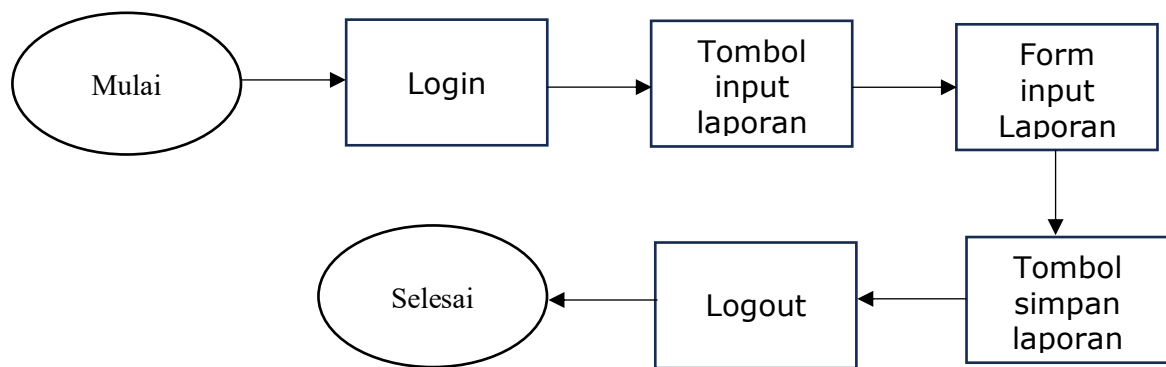 Mulai
Login
Tombol
input
laporan
Form
input
Laporan
Tombol
simpan
laporan
Logout
Selesai